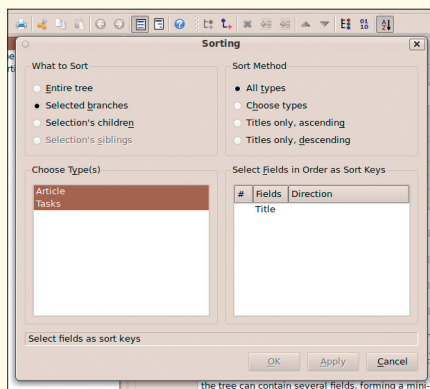 Sorting
What to Sort
Entire tree
Selected branches
Selection's children
Selection's siblings
Sort Method
All types
Choose types
Titles only, ascending
Titles only, descending
Choose Type(s)
Article
Tasks
Select Fields in Order as Sort Keys
# Fields Direction
Title
Select fields as sort keys
OK Apply Cancel
the tree can contain several fields, forming a mini-